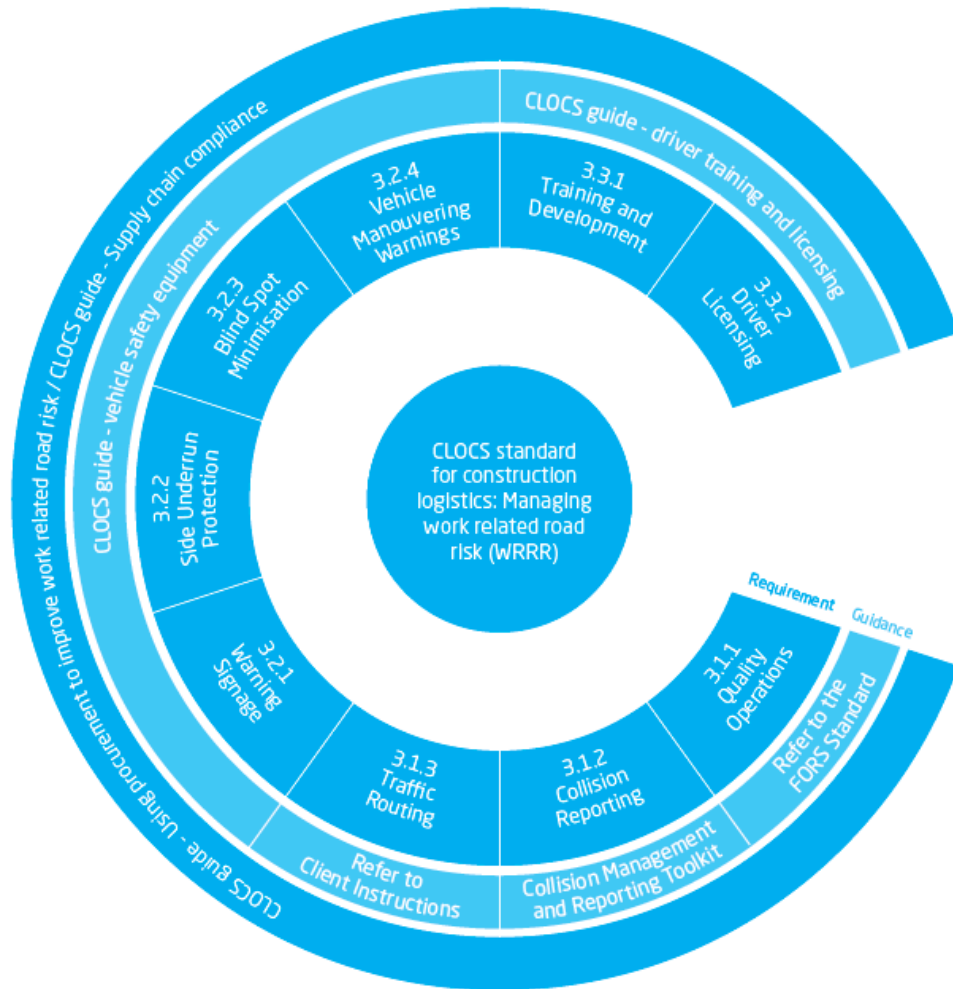 CLOCS guide - Using procurement to improve work related road risk / CLOCS guide - Supply chain compliance
CLOCS guide - vehicle safety equipment
CLOCS guide - driver training and licensing
3.2.4
Vehicle
Manouvering
Warnings
3.3.1
Training and
Development
3.3.2
Driver
Licensing
3.2.3
Blind Spot
Minimisation
3.2.2
Side Underrun
Protection
3.2.1
Warning
Signage
3.1.3
Traffic
Routing
3.1.2
Collision
Reporting
3.1.1
Quality
Operations
CLOCS standard
for construction
logistics: Managing
work related road
risk (WRRR)
Requirement
Guidance
Refer to
Client Instructions
Collision Management
and Reporting Toolkit
Refer to the
FORS Standard